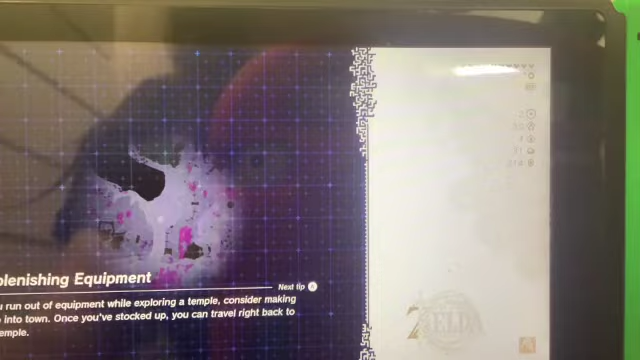 plenishing Equipment
Next tip
u run out of equipment while exploring a temple, consider making
into town. Once you've stocked up, you can travel right back to
emple.
ZELDA